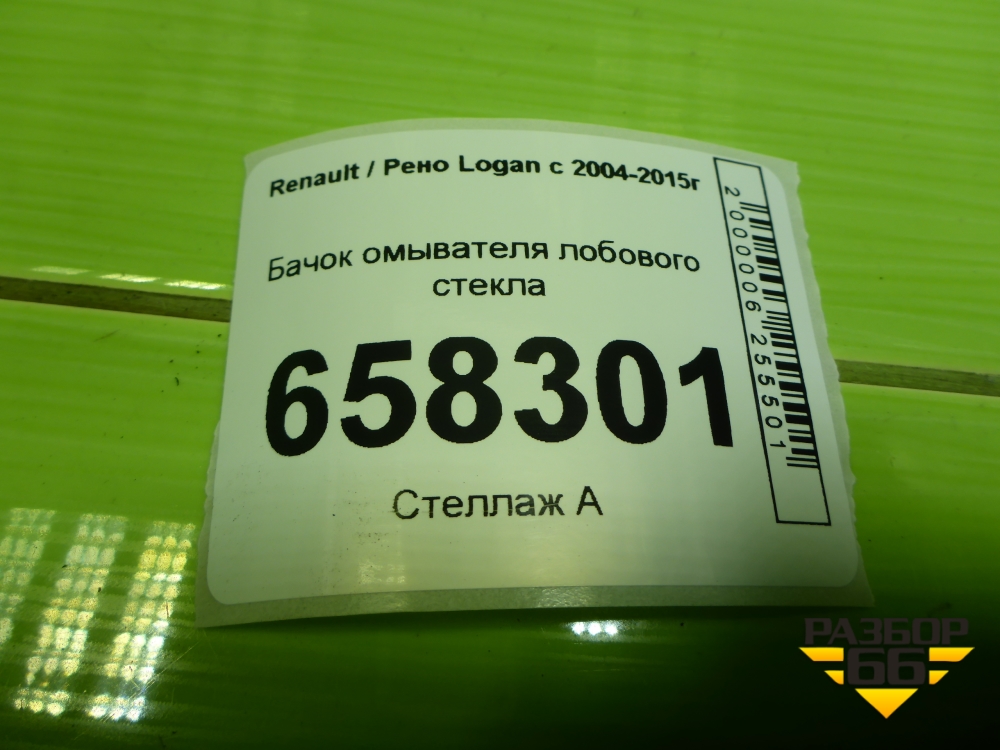 Renault / Рено Logan с 2004-2015г
Бачок омывателя лобового
стекла
658301
Стеллаж А
2000006255501
РАЗБОР
66